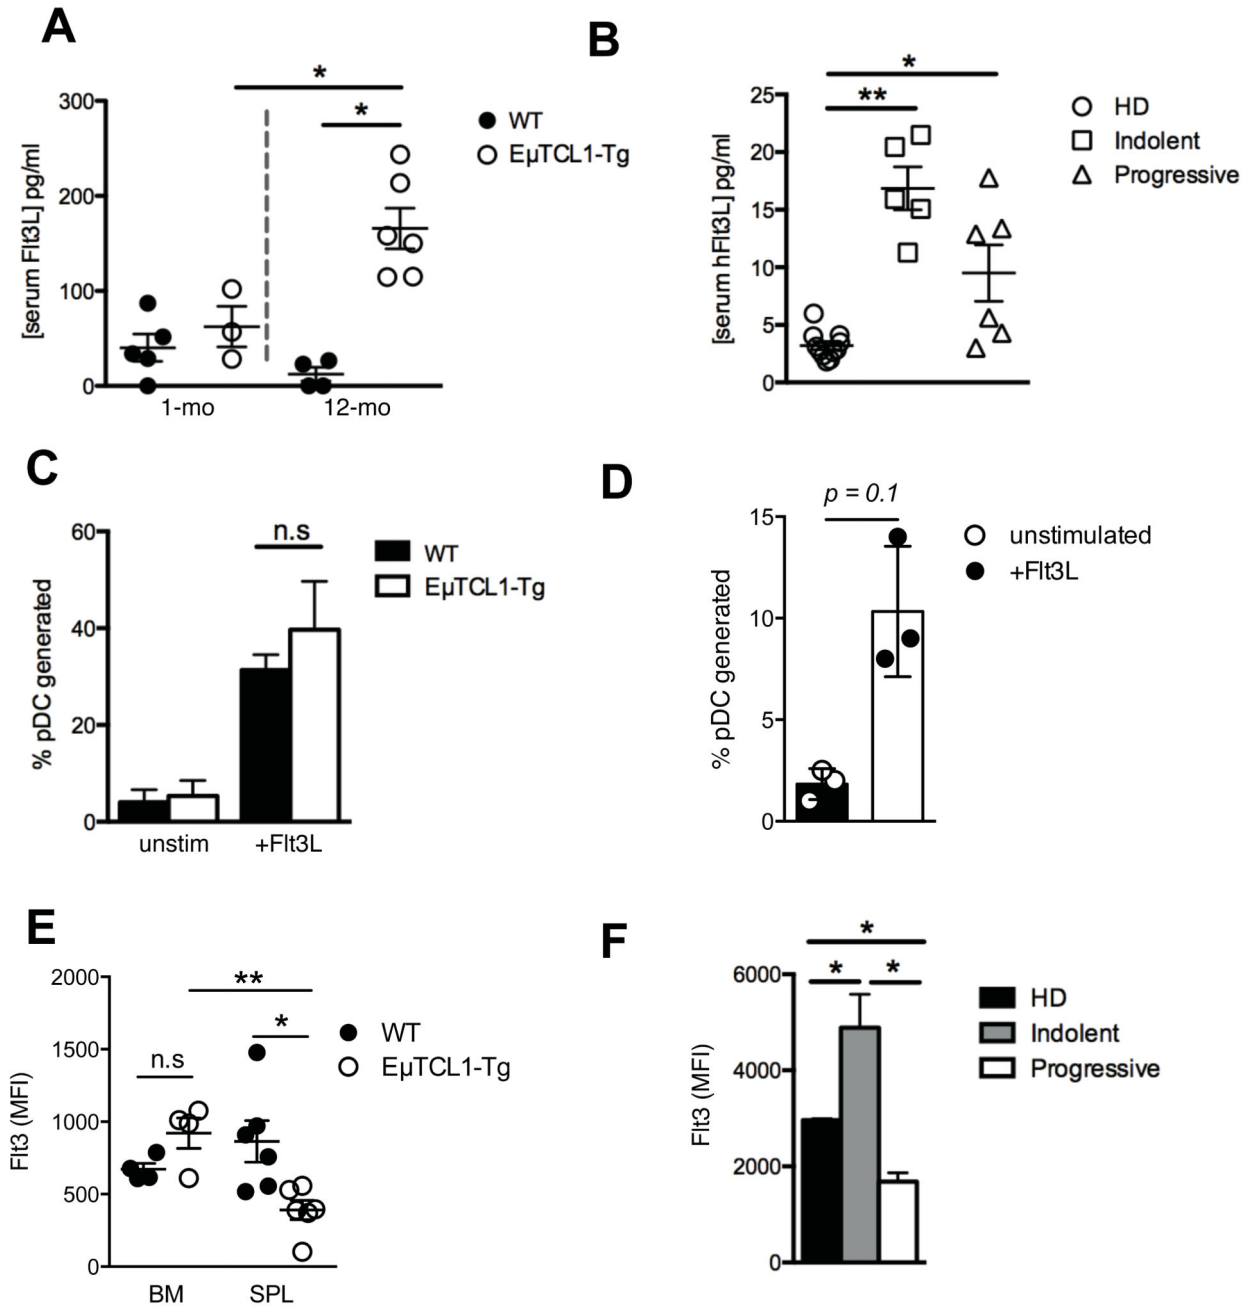 A
[serum Flt3L] pg/ml
300
200
100
0
*
*
1-mo
12-mo
WT
EµTCL1-Tg
B
[serum hFlt3L] pg/ml
25
20
15
10
5
0
*
**
HD
Indolent
Progressive
C
% pDC generated
60
40
20
0
n.s
unstim
+Flt3L
WT
EµTCL1-Tg
D
% pDC generated
15
10
5
0
p = 0.1
unstimulated
+Flt3L
E
Flt3 (MFI)
2000
1500
1000
500
0
**
*
n.s
BM
SPL
WT
EµTCL1-Tg
F
Flt3 (MFI)
6000
4000
2000
0
*
*
*
HD
Indolent
Progressive